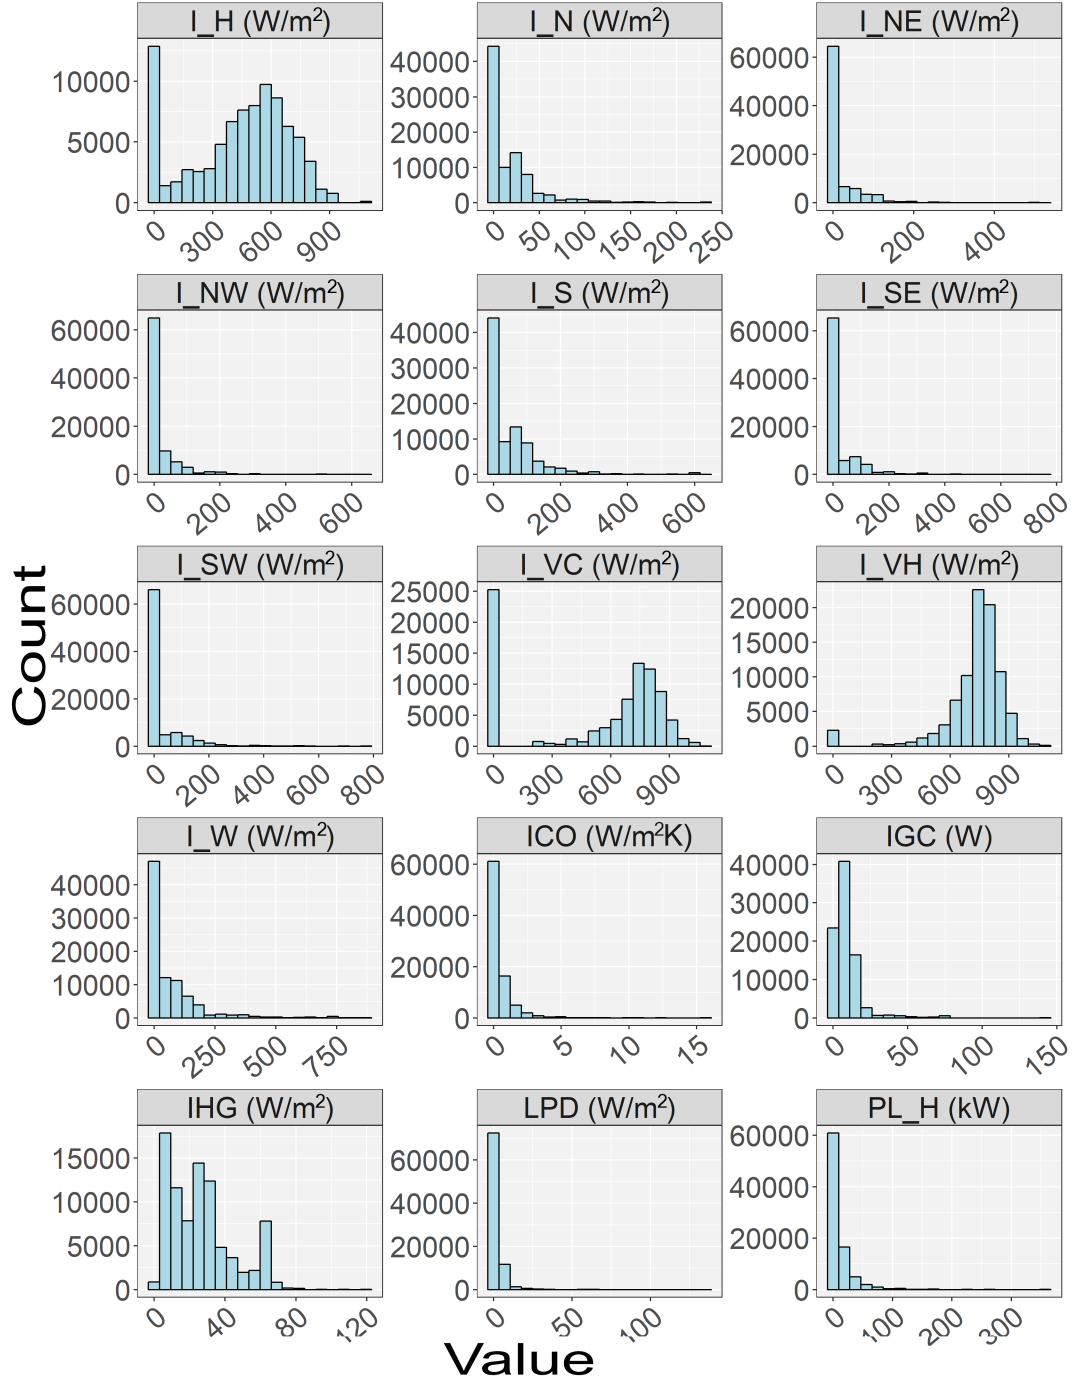 I_H (W/m²)
10000
5000
0
0 300 600 900
I_N (W/m²)
40000
30000
20000
10000
0
0 50 100 150 200 250
I_NE (W/m²)
60000
40000
20000
0
0 200 400
I_NW (W/m²)
60000
40000
20000
0
0 200 400 600
I_S (W/m²)
40000
30000
20000
10000
0
0 200 400 600
I_SE (W/m²)
60000
40000
20000
0
0 200 400 600 800
I_SW (W/m²)
60000
40000
20000
0
0 200 400 600 800
I_VC (W/m²)
25000
20000
15000
10000
5000
0
0 300 600 900
I_VH (W/m²)
20000
15000
10000
5000
0
0 300 600 900
I_W (W/m²)
40000
30000
20000
10000
0
0 250 500 750
ICO (W/m²K)
60000
40000
20000
0
0 5 10 15
IGC (W)
40000
30000
20000
10000
0
0 50 100 150
IHG (W/m²)
15000
10000
5000
0
0 40 80 120
LPD (W/m²)
60000
40000
20000
0
0 50 100
PL_H (kW)
60000
40000
20000
0
0 100 200 300
Count
Value